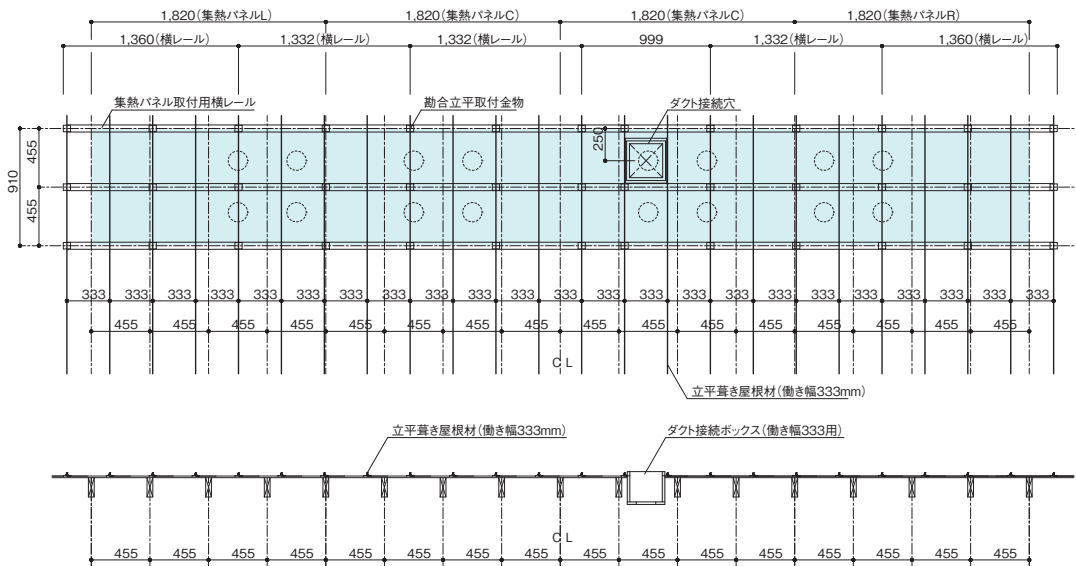 1,820(集熱パネルL) 1,820(集熱パネルC) 1,820(集熱パネルC) 1,820(集熱パネルR)
1,360(横レール) 1,332(横レール) 1,332(横レール) 999 1,332(横レール) 1,360(横レール)
集熱パネル取付用横レール 勘合立平取付金物 ダクト接続穴
250
455
910
455
333 333 333 333 333 333 333 333 333 333 333 333 333 333 333 333 333 333 333 333 333 333 333
455 455 455 455 455 455 455 455 455 455 455 455 455 455 455 455
CL
立平葺き屋根材(働き幅333mm)
立平葺き屋根材(働き幅333mm) ダクト接続ボックス(働き幅333用)
CL
455 455 455 455 455 455 455 455 455 455 455 455 455 455 455 455